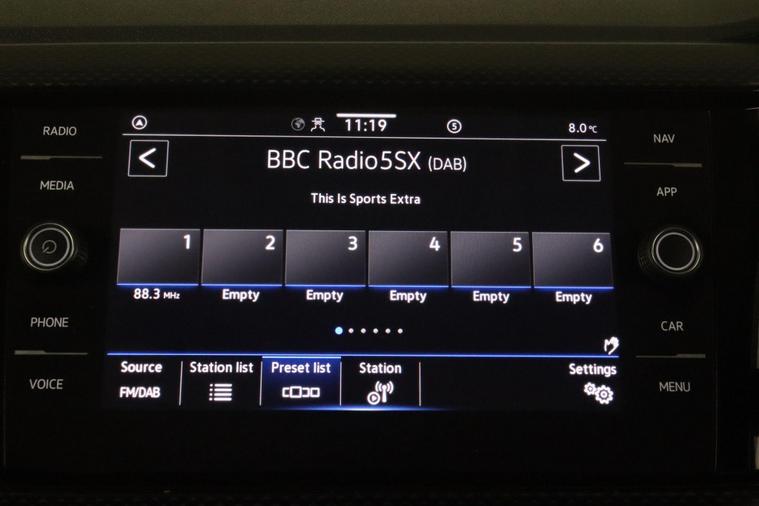 RADIO
MEDIA
PHONE
VOICE
11:19
5
8.0°C
BBC Radio5SX (DAB)
This Is Sports Extra
1 2 3 4 5 6
88.3 MHz Empty Empty Empty Empty Empty
Source Station list Preset list Station Settings
FM/DAB
NAV
APP
CAR
MENU